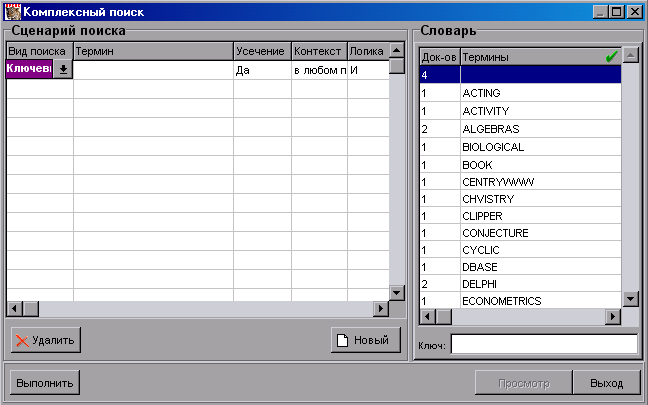 Комплексный поиск
Сценарий поиска
Вид поиска Термин Усечение Контекст Логика
Ключевы Да в любом п И
Удалить
Новый
Словарь
Док-ов Термины
4
1 ACTING
1 ACTIVITY
2 ALGEBRAS
1 BIOLOGICAL
1 BOOK
1 CENTRYWWW
1 CHVISTRY
1 CLIPPER
1 CONJECTURE
1 CYCLIC
1 DBASE
2 DELPHI
1 ECONOMETRICS
Ключ:
Выполнить
Просмотр
Выход